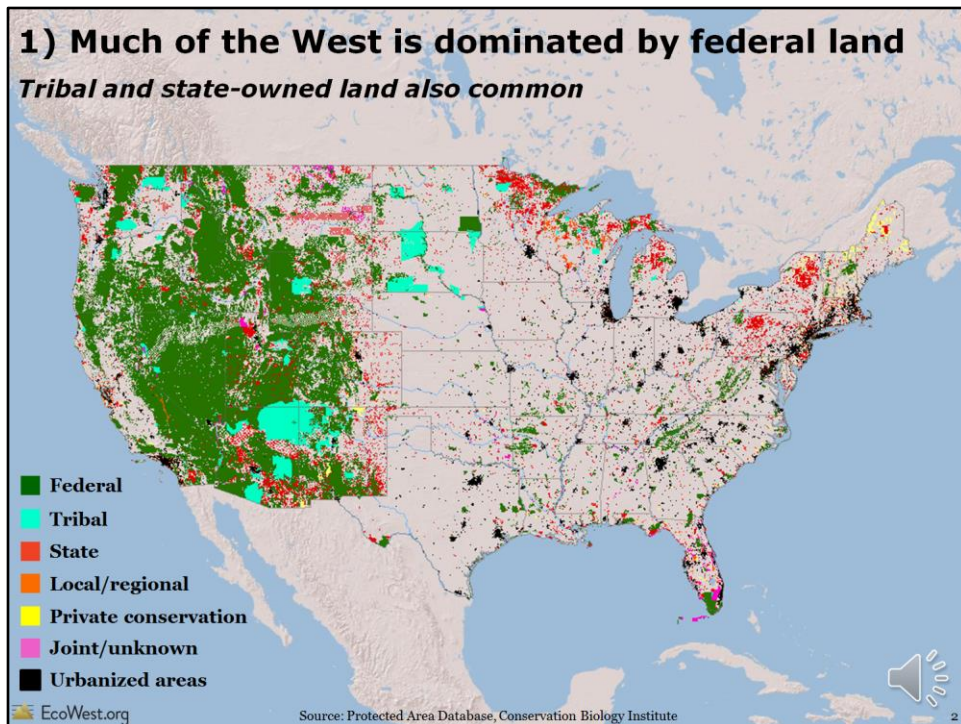 1) Much of the West is dominated by federal land
Tribal and state-owned land also common
Federal
Tribal
State
Local/regional
Private conservation
Joint/unknown
Urbanized areas
EcoWest.org
Source: Protected Area Database, Conservation Biology Institute
2